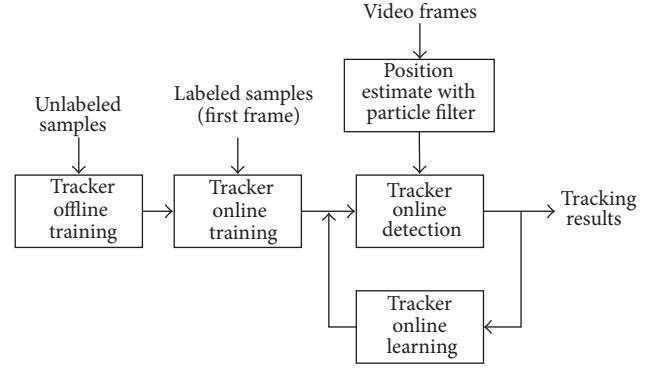 Video frames
Position
estimate with
particle filter
Unlabeled
samples
Labeled samples
(first frame)
Tracker
offline
training
Tracker
online
training
Tracker
online
detection
Tracking
results
Tracker
online
learning